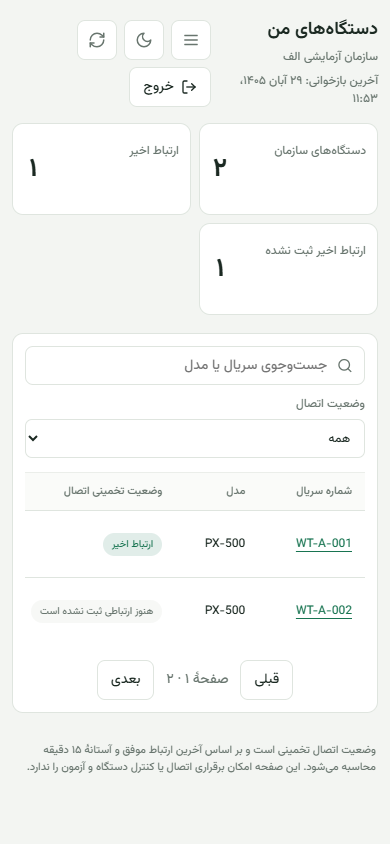 دستگاه‌های من
سازمان آزمایشی الف
آخرین بازخوانی: ۲۹ آبان ۱۴۰۵،
۱۱:۵۳
خروج
دستگاه‌های سازمان
۲
ارتباط اخیر
۱
ارتباط اخیر ثبت نشده
۱
جست‌وجوی سریال یا مدل
وضعیت اتصال
همه
شماره سریال مدل وضعیت تخمینی اتصال
WT-A-001 PX-500 ارتباط اخیر
WT-A-002 PX-500 هنوز ارتباطی ثبت نشده است
قبلی صفحهٔ ۱ · ۲ بعدی
وضعیت اتصال تخمینی است و بر اساس آخرین ارتباط موفق و آستانهٔ ۱۵ دقیقه
محاسبه می‌شود. این صفحه امکان برقراری اتصال یا کنترل دستگاه و آزمون را ندارد.